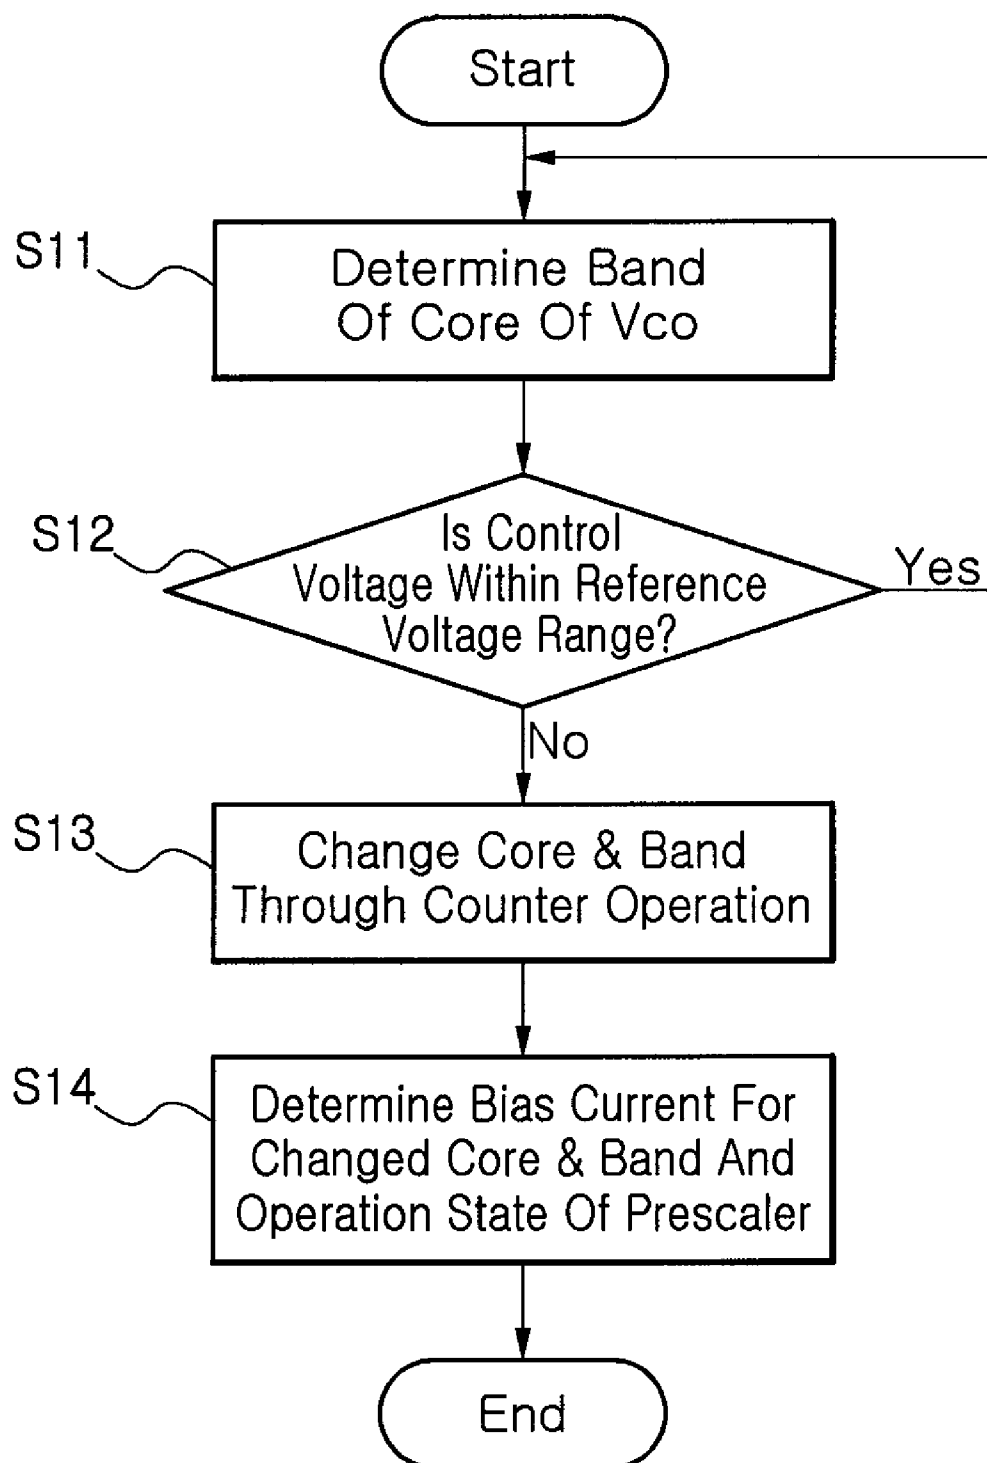 Start
S11
Determine Band
Of Core Of Vco
S12
Is Control
Voltage Within Reference
Voltage Range?
Yes
No
S13
Change Core & Band
Through Counter Operation
S14
Determine Bias Current For
Changed Core & Band And
Operation State Of Prescaler
End